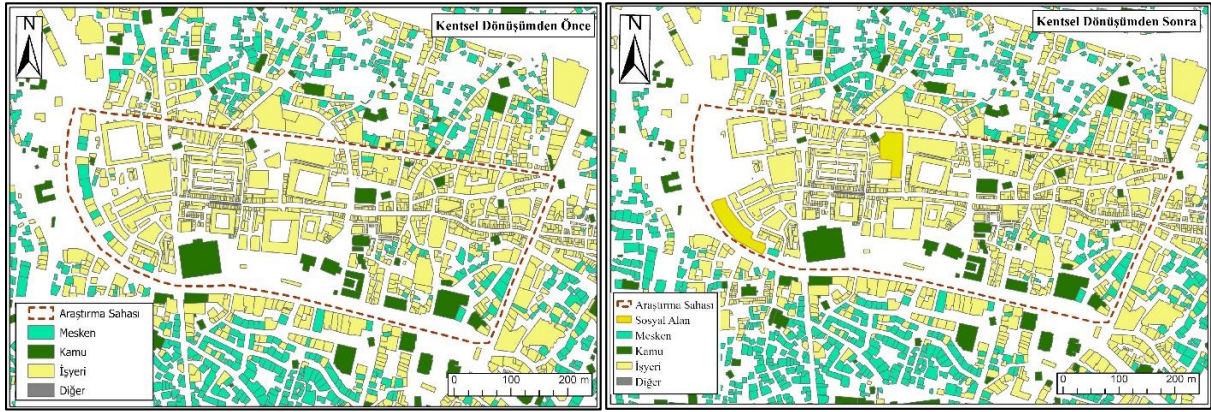 Kentsel Dönüşümden Önce
N
Araştırma Sahası
Mesken
Kamu
İşyeri
Diğer
0 100 200 m
Kentsel Dönüşümden Sonra
N
Araştırma Sahası
Sosyal Alan
Mesken
Kamu
İşyeri
Diğer
0 100 200 m